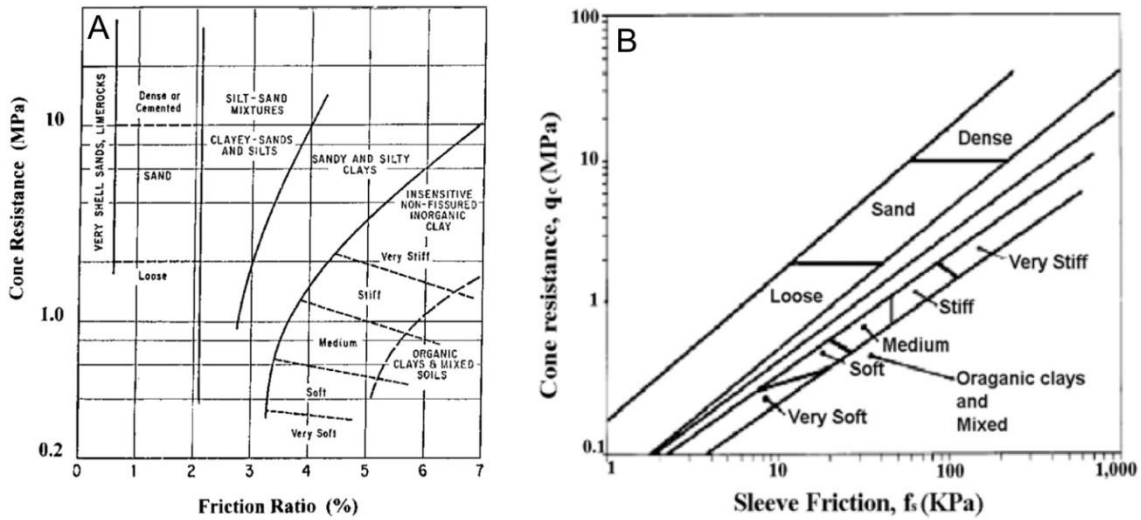 A
Cone Resistance (MPa)
10
1.0
0.2
VERY SHELL SANDS, LIMEROCKS
Dense or
Cemented
SAND
Loose
SILT-SAND
MIXTURES
CLAYEY-SANDS
AND SILTS
SANDY AND SILTY
CLAYS
INSENSITIVE
NON-FISSURED
INORGANIC
CLAY
Very Stiff
Stiff
Medium
ORGANIC
CLAYS & MIXED
SOILS
Soft
Very Soft
0 1 2 3 4 5 6 7
Friction Ratio (%)
B
Cone resistance, qc (MPa)
100
10
1
0.1
Dense
Sand
Loose
Very Stiff
Stiff
Medium
Soft
Oraganic clays
and
Mixed
Very Soft
1 10 100 1,000
Sleeve Friction, fs (KPa)